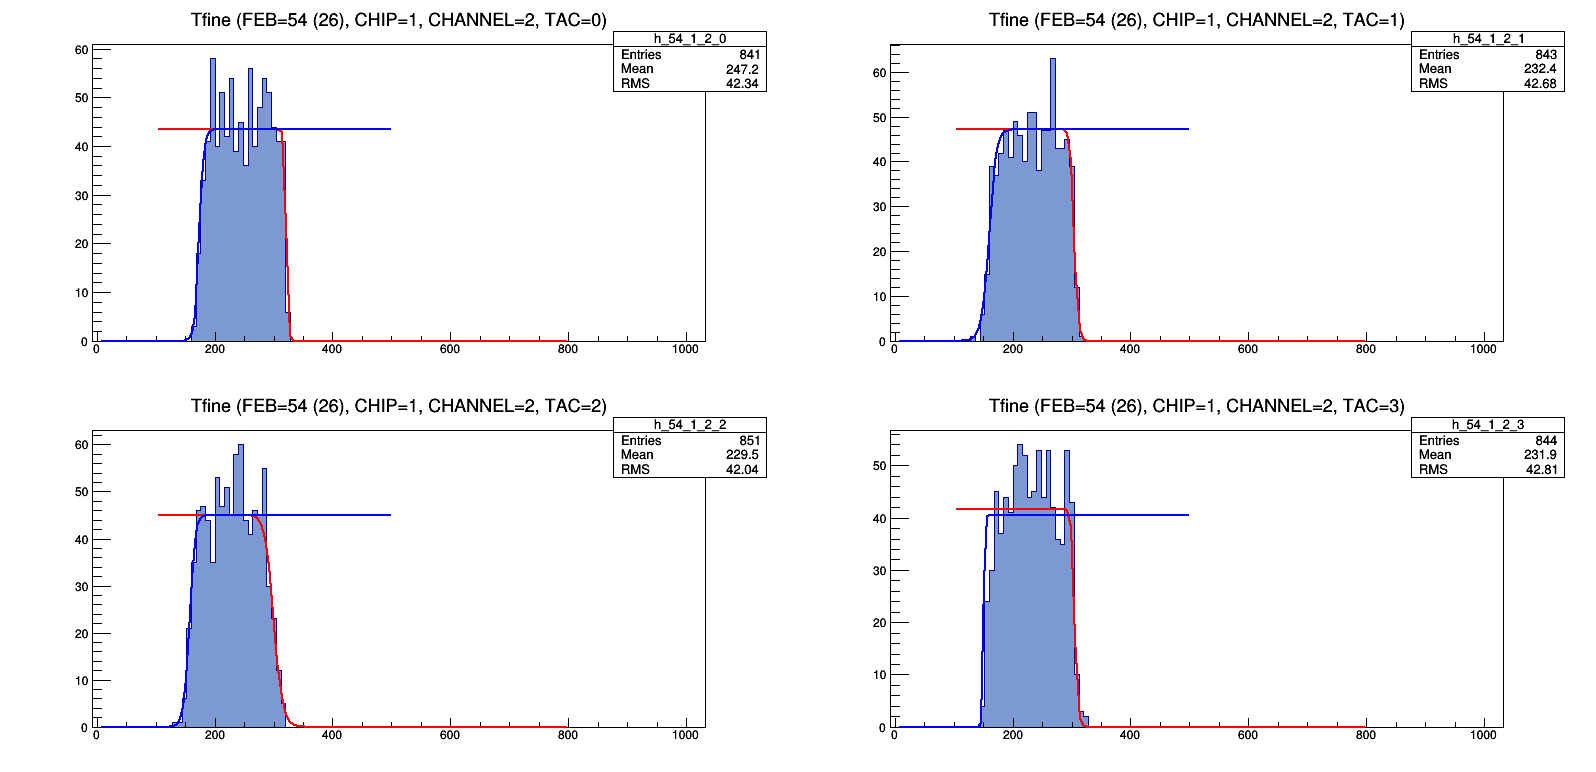 Tfine (FEB=54 (26), CHIP=1, CHANNEL=2, TAC=0)
h_54_1_2_0
Entries 841
Mean 247.2
RMS 42.34
60
50
40
30
20
10
0
0 200 400 600 800 1000
Tfine (FEB=54 (26), CHIP=1, CHANNEL=2, TAC=1)
h_54_1_2_1
Entries 843
Mean 232.4
RMS 42.68
60
50
40
30
20
10
0
0 200 400 600 800 1000
Tfine (FEB=54 (26), CHIP=1, CHANNEL=2, TAC=2)
h_54_1_2_2
Entries 851
Mean 229.5
RMS 42.04
60
50
40
30
20
10
0
0 200 400 600 800 1000
Tfine (FEB=54 (26), CHIP=1, CHANNEL=2, TAC=3)
h_54_1_2_3
Entries 844
Mean 231.9
RMS 42.81
50
40
30
20
10
0
0 200 400 600 800 1000